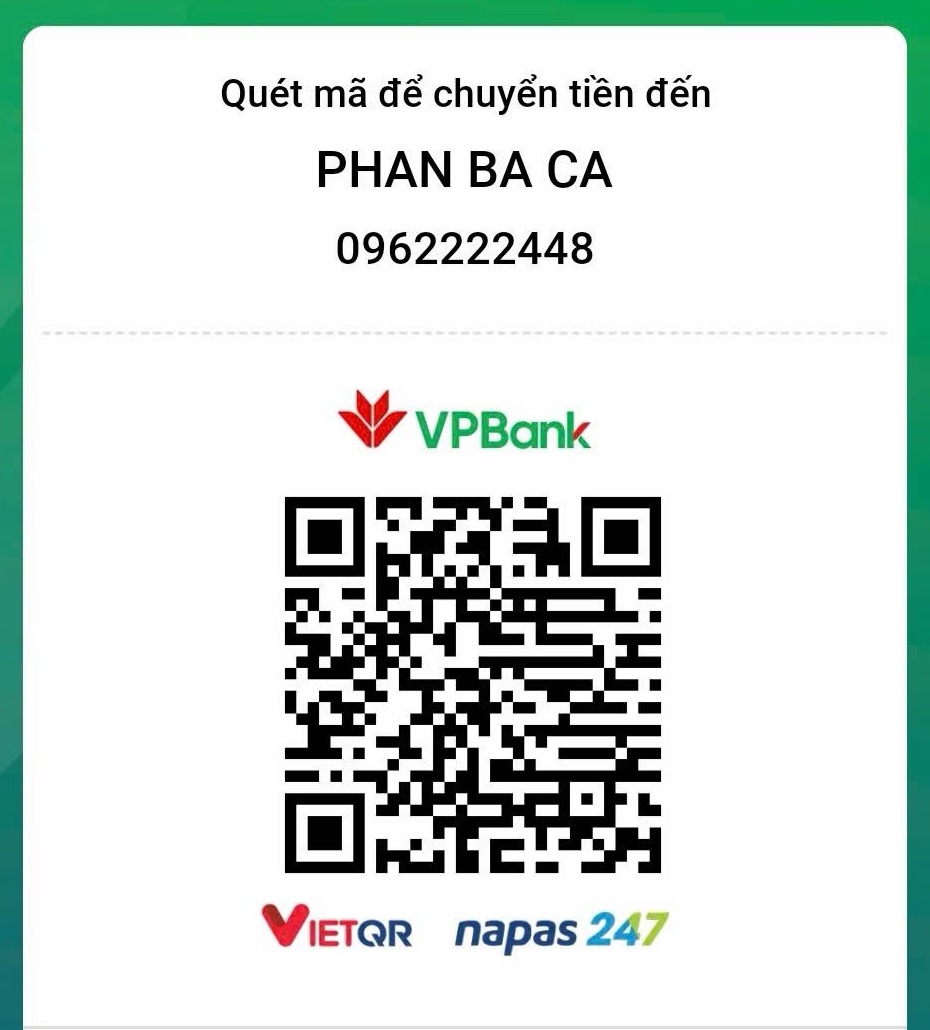 Quét mã để chuyển tiền đến
PHAN BA CA
0962222448
VPBank
VIETQR napas 247